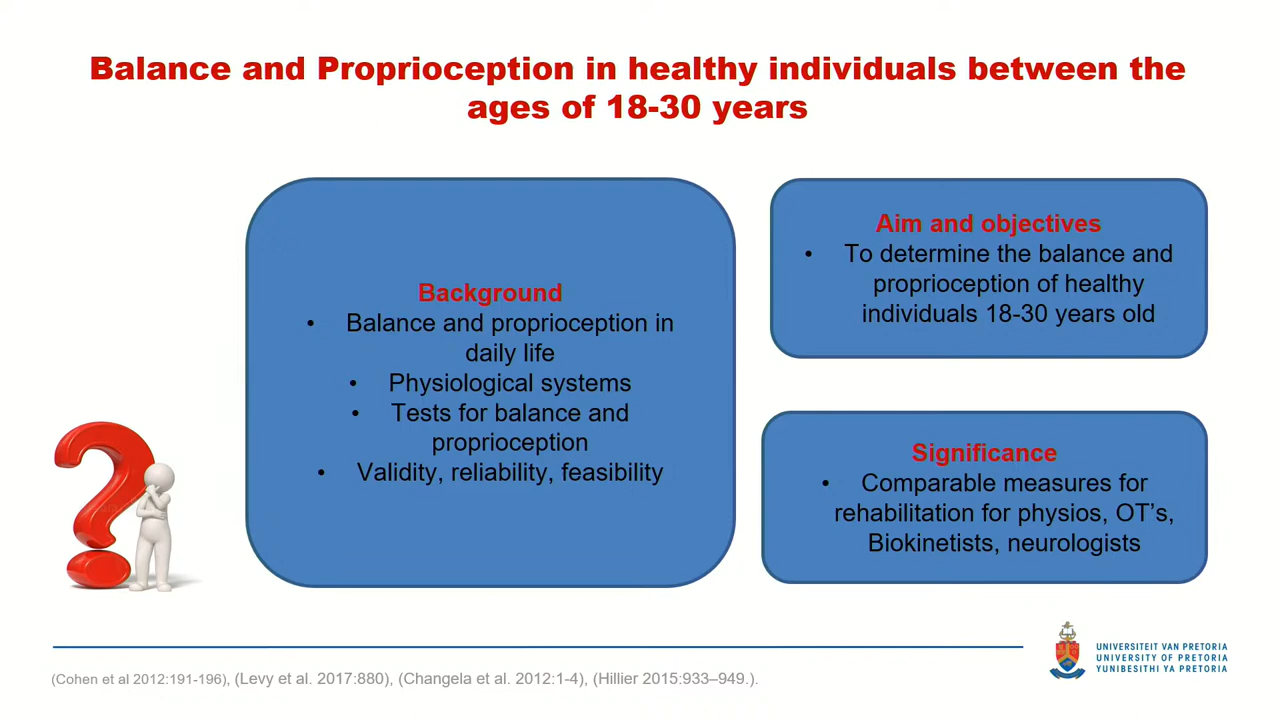 Balance and Proprioception in healthy individuals between the
ages of 18-30 years
Background
• Balance and proprioception in
daily life
• Physiological systems
• Tests for balance and
proprioception
• Validity, reliability, feasibility
Aim and objectives
• To determine the balance and
proprioception of healthy
individuals 18-30 years old
Significance
• Comparable measures for
rehabilitation for physios, OT’s,
Biokinetists, neurologists
UNIVERSITEIT VAN PRETORIA
UNIVERSITY OF PRETORIA
YUNIBESITHI YA PRETORIA
(Cohen et al 2012:191-196), (Levy et al. 2017:880), (Changela et al. 2012:1-4), (Hillier 2015:933–949.).